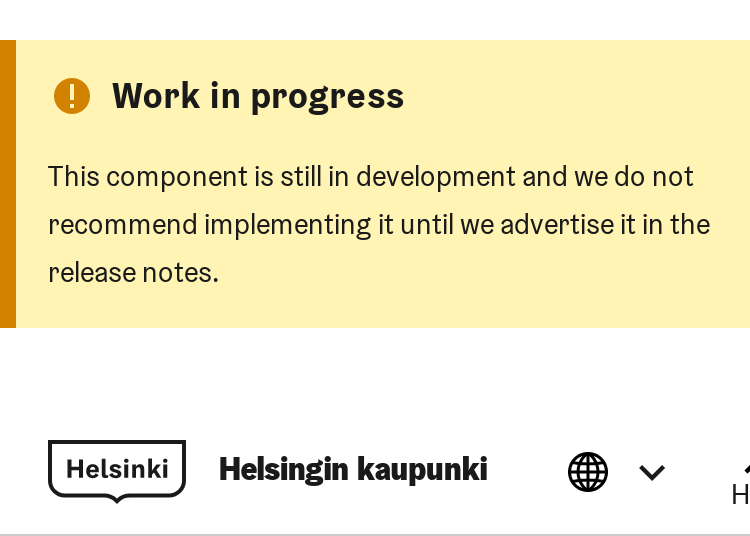 Work in progress
This component is still in development and we do not
recommend implementing it until we advertise it in the
release notes.
Helsinki Helsingin kaupunki